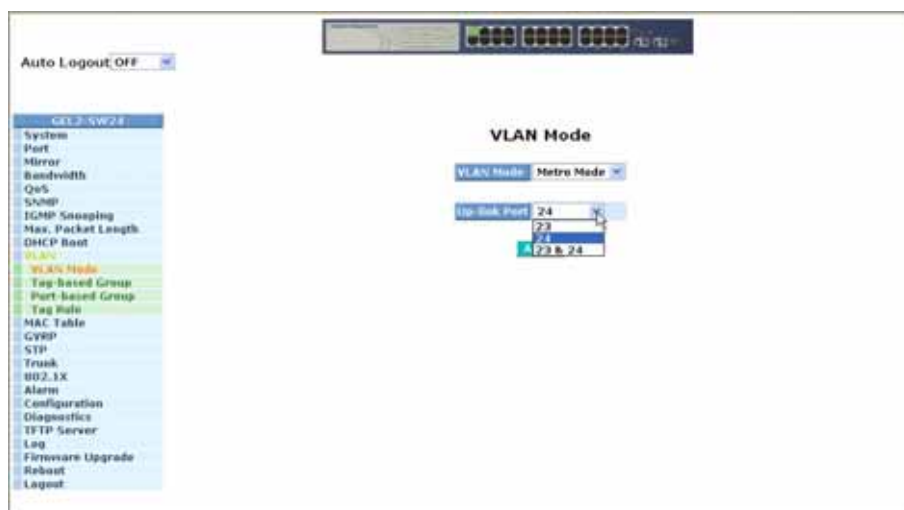 Auto Logout OFF
GEL2-SW24
System
Port
Mirror
Bandwidth
QoS
SNMP
IGMP Snooping
Max. Packet Length
DHCP Boot
VLAN
VLAN Mode
Tag-based Group
Port-based Group
Tag Rule
MAC Table
GVRP
STP
Trunk
802.1X
Alarm
Configuration
Diagnostics
TFTP Server
Log
Firmware Upgrade
Reboot
Logout
VLAN Mode
VLAN Mode Metro Mode
Up-link Port 24
23
24
23 & 24